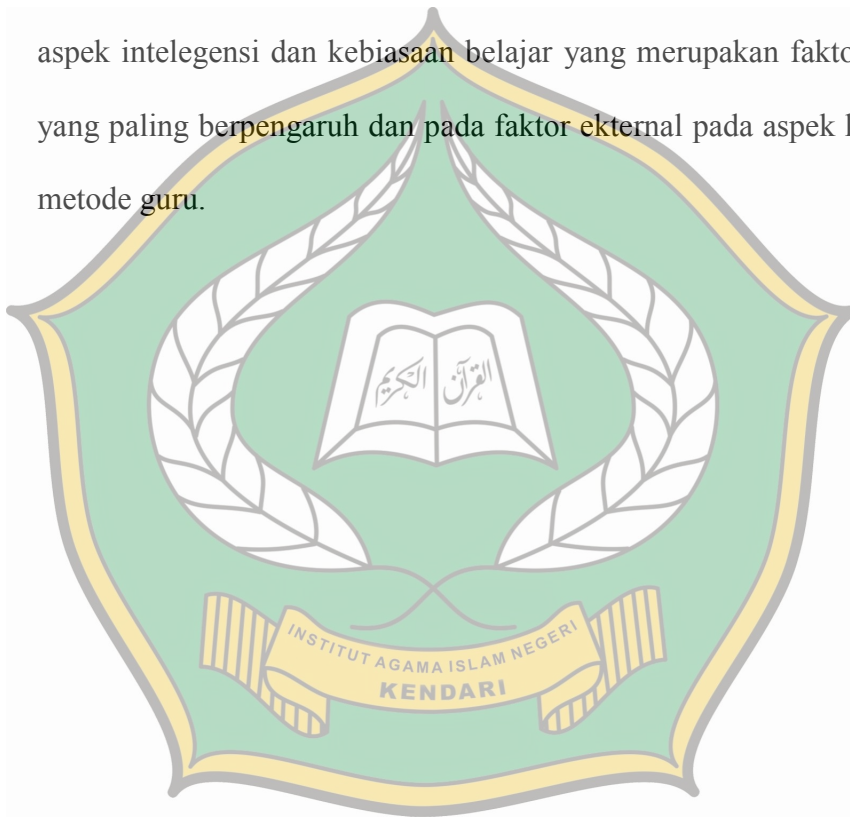 aspek intelegensi dan kebiasaan belajar yang merupakan
yang paling berpengaruh dan pada faktor ekternal pada aspek
metode guru.
القرآن الكريم
INSTITUT AGAMA ISLAM NEGERI
KENDARI